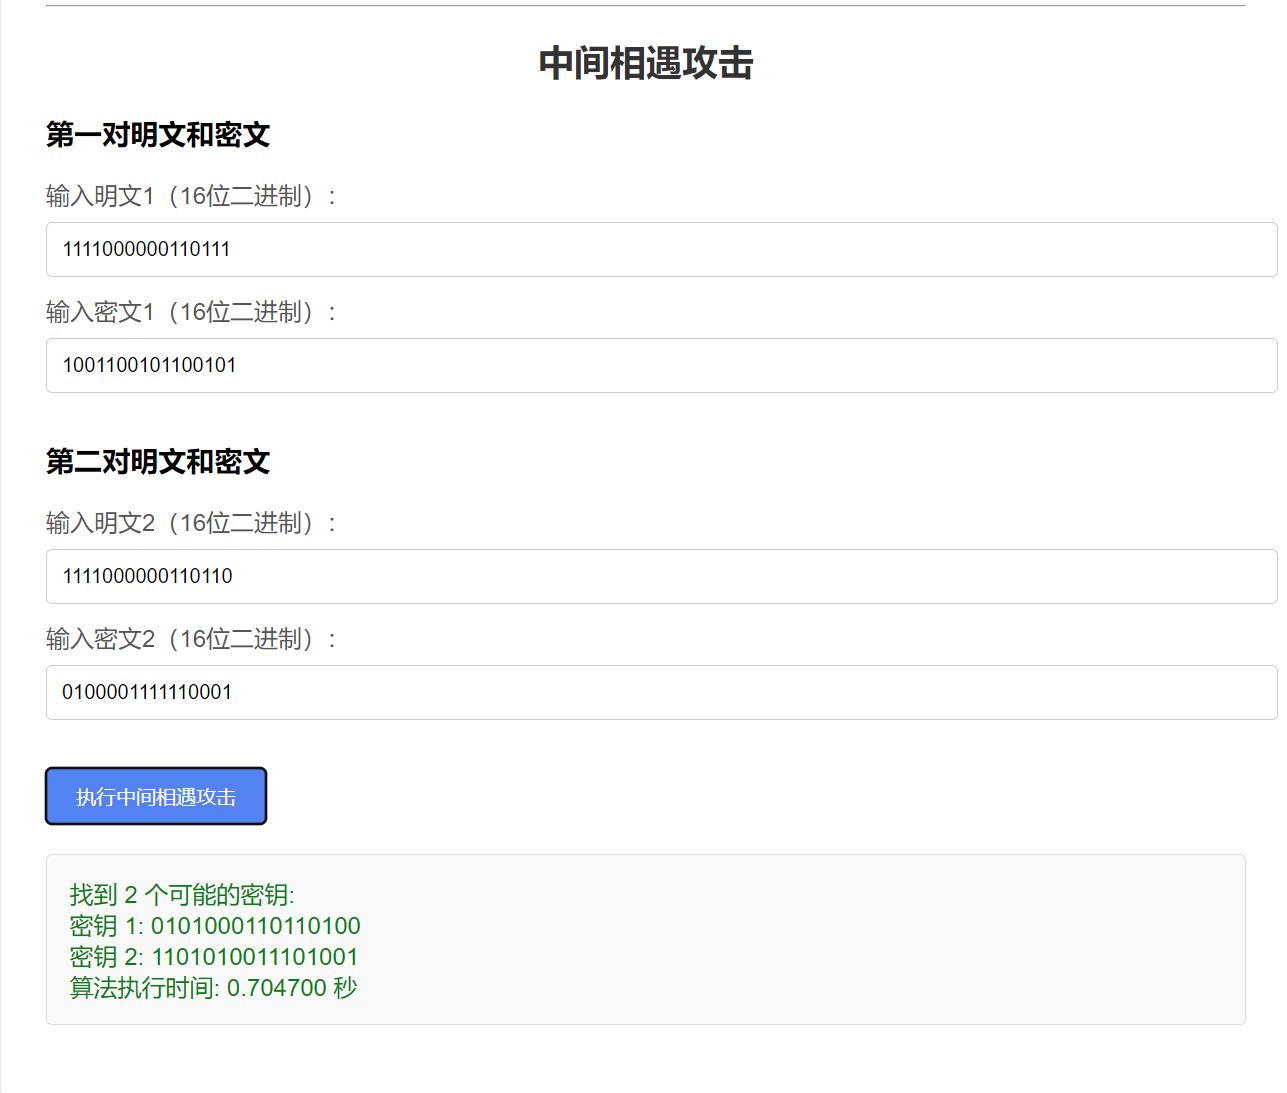 中间相遇攻击
第一对明文和密文
输入明文1（16位二进制）:
1111000000110111
输入密文1（16位二进制）:
1001100101100101
第二对明文和密文
输入明文2（16位二进制）:
1111000000110110
输入密文2（16位二进制）:
0100001111110001
执行中间相遇攻击
找到 2 个可能的密钥:
密钥 1: 0101000110110100
密钥 2: 1101010011101001
算法执行时间: 0.704700 秒